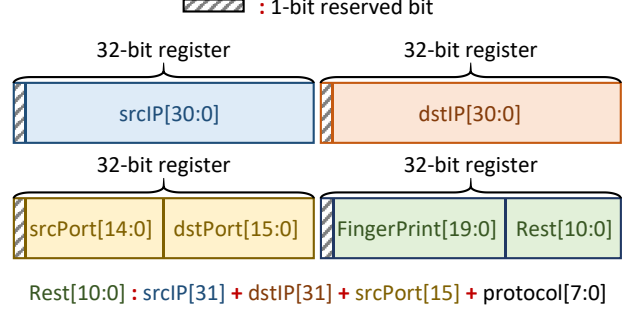 : 1-bit reserved bit
32-bit register 32-bit register
srcIP[30:0] dstIP[30:0]
32-bit register 32-bit register
srcPort[14:0] dstPort[15:0] FingerPrint[19:0] Rest[10:0]
Rest[10:0] : srcIP[31] + dstIP[31] + srcPort[15] + protocol[7:0]